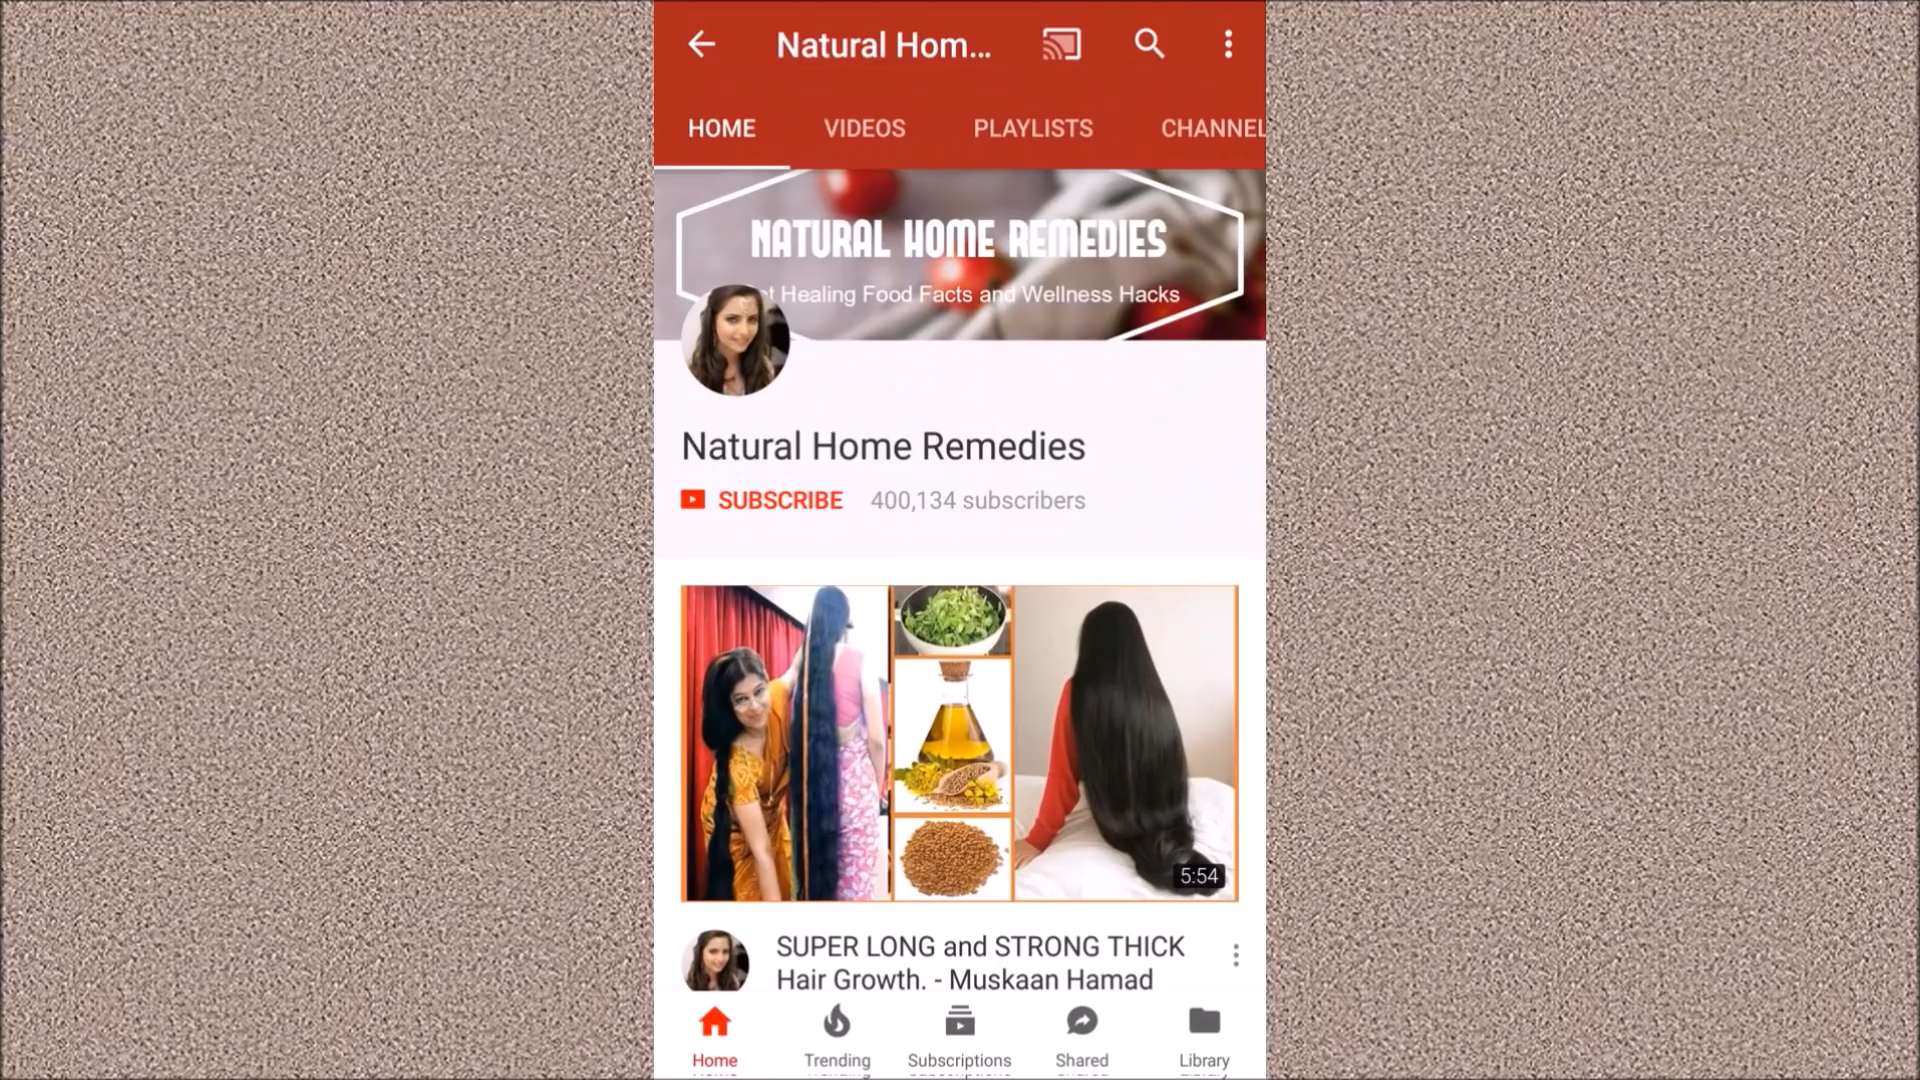 Natural Hom...
HOME VIDEOS PLAYLISTS CHANNEL
NATURAL HOME REMEDIES
Healing Food Facts and Wellness Hacks
Natural Home Remedies
SUBSCRIBE 400,134 subscribers
5:54
SUPER LONG and STRONG THICK
Hair Growth. - Muskaan Hamad
Home Trending Subscriptions Shared Library